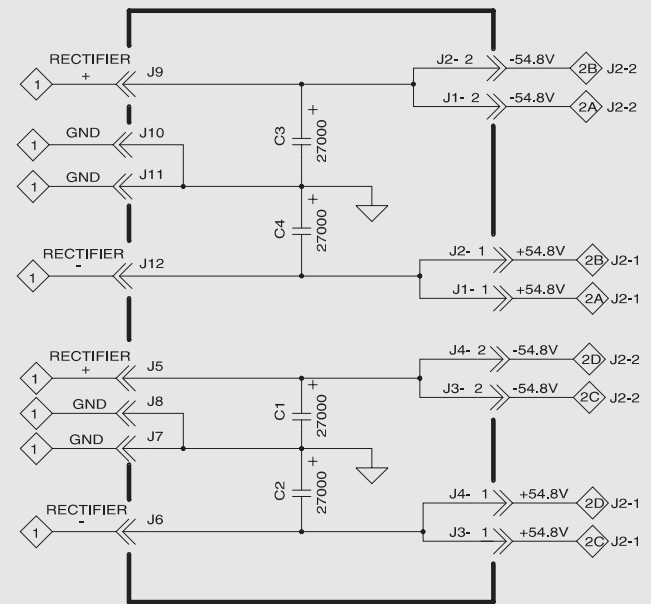 RECTIFIER
+
1
J9
J2- 2
-54.8V
2B
J2-2
J1- 2
-54.8V
2A
J2-2
GND
J10
1
+
C3
27000
GND
J11
1
+
C4
27000
RECTIFIER
-
1
J12
J2- 1
+54.8V
2B
J2-1
J1- 1
+54.8V
2A
J2-1
RECTIFIER
+
1
J5
J4- 2
-54.8V
2D
J2-2
GND
J8
1
J3- 2
-54.8V
2C
J2-2
+
C1
27000
GND
J7
1
+
C2
27000
RECTIFIER
-
1
J6
J4- 1
+54.8V
2D
J2-1
J3- 1
+54.8V
2C
J2-1